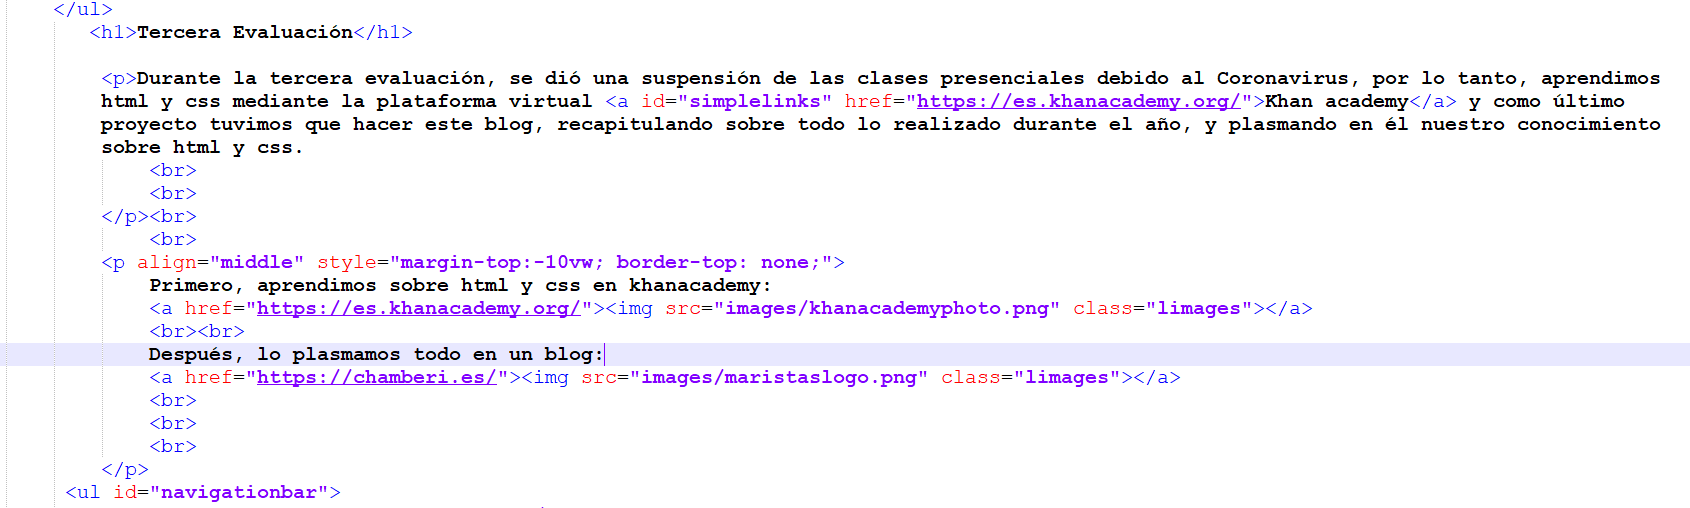 </ul>
<h1>Tercera Evaluación</h1>
<p>Durante la tercera evaluación, se dió una suspensión de las clases presenciales debido al Coronavirus, por lo tanto, aprendimos
html y css mediante la plataforma virtual <a id="simplelinks" href="https://es.khanacademy.org/">Khan academy</a> y como último
proyecto tuvimos que hacer este blog, recapitulando sobre todo lo realizado durante el año, y plasmando en él nuestro conocimiento
sobre html y css.
<br>
<br>
</p><br>
<br>
<p align="middle" style="margin-top:-10vw; border-top: none;">
Primero, aprendimos sobre html y css en khanacademy:
<a href="https://es.khanacademy.org/"><img src="images/khanacademyphoto.png" class="limages"></a>
<br><br>
Después, lo plasmamos todo en un blog:
<a href="https://chamberi.es/"><img src="images/maristaslogo.png" class="limages"></a>
<br>
<br>
<br>
</p>
<ul id="navigationbar">